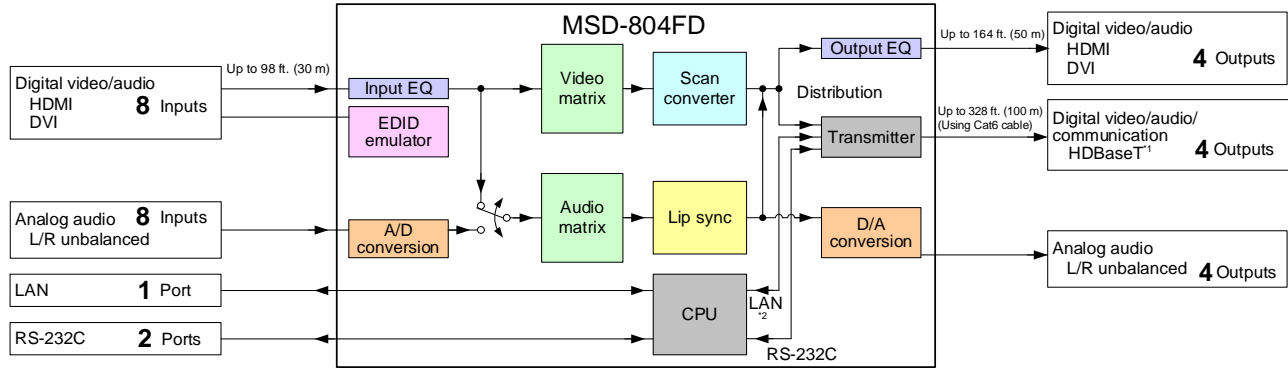 MSD-804FD
Digital video/audio
HDMI
DVI
8 Inputs
Up to 98 ft. (30 m)
Input EQ
EDID
emulator
Video
matrix
Scan
converter
Output EQ
Up to 164 ft. (50 m)
Digital video/audio
HDMI
DVI
4 Outputs
Distribution
Transmitter
Up to 328 ft. (100 m)
(Using Cat6 cable)
Digital video/audio/
communication
HDBaseT*1
4 Outputs
Analog audio 8 Inputs
L/R unbalanced
A/D
conversion
Audio
matrix
Lip sync
D/A
conversion
Analog audio
L/R unbalanced 4 Outputs
LAN 1 Port
RS-232C 2 Ports
CPU
LAN
*2
RS-232C